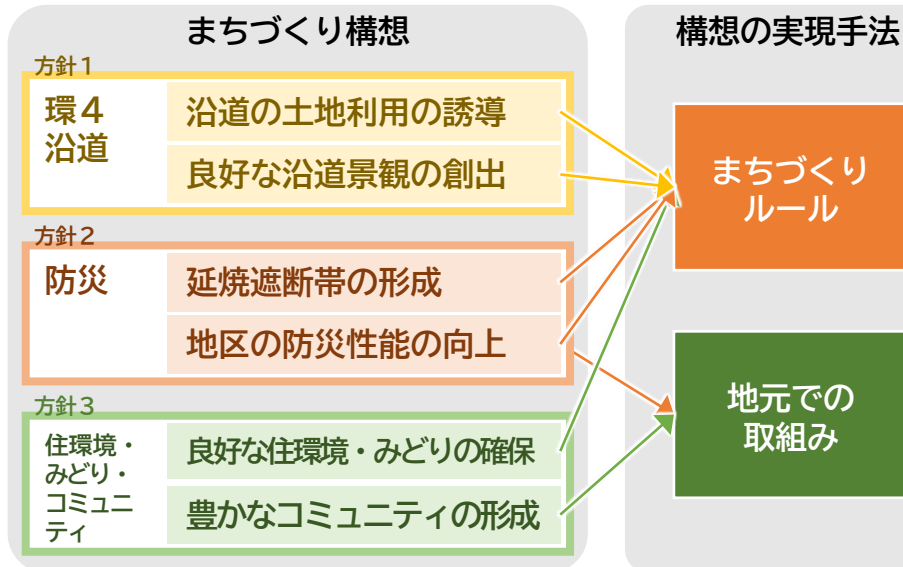 まちづくり構想
方針1
環4
沿道
沿道の土地利用の誘導
良好な沿道景観の創出
方針2
防災
延焼遮断帯の形成
地区の防災性能の向上
方針3
住環境・
みどり・
コミュニ
ティ
良好な住環境・みどりの確保
豊かなコミュニティの形成
構想の実現手法
まちづくり
ルール
地元での
取組み